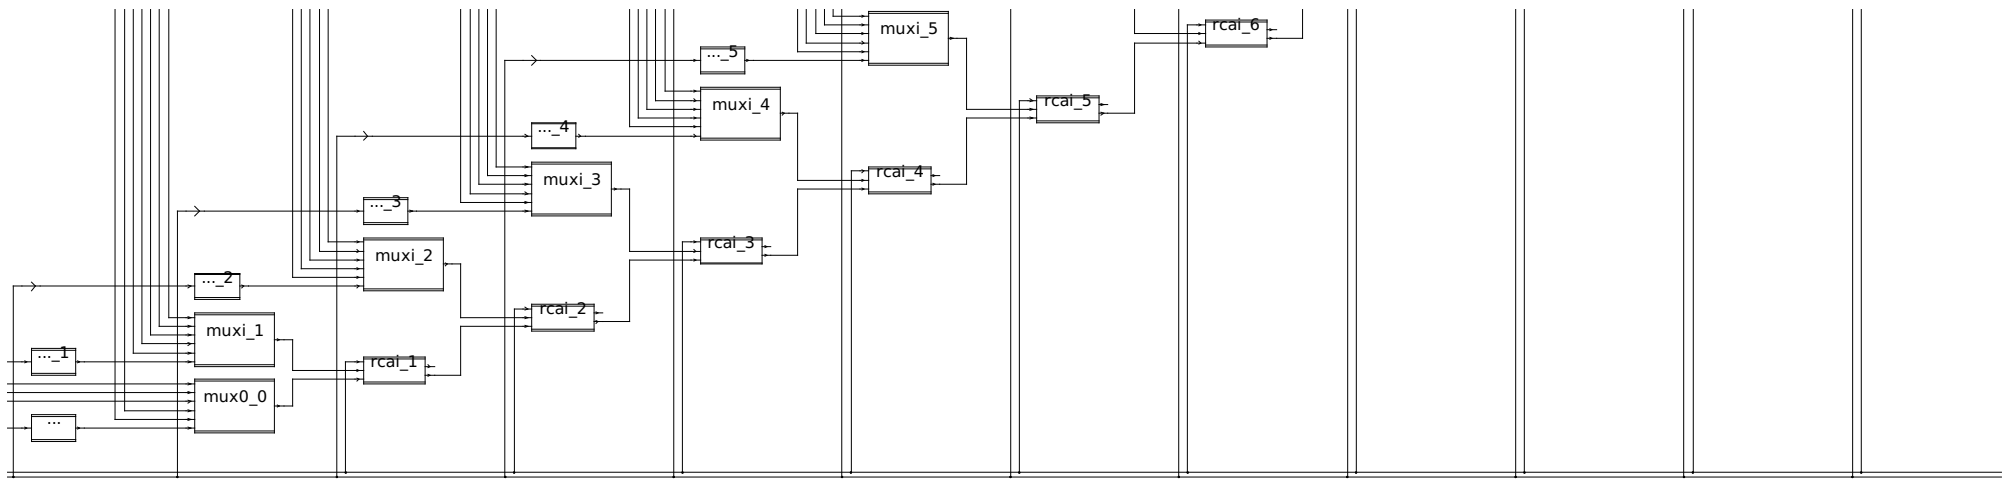 rcai_6
muxi_5
..._5
rcai_5
muxi_4
..._4
rcai_4
muxi_3
..._3
rcai_3
muxi_2
..._2
rcai_2
muxi_1
..._1
rcai_1
mux0_0
...